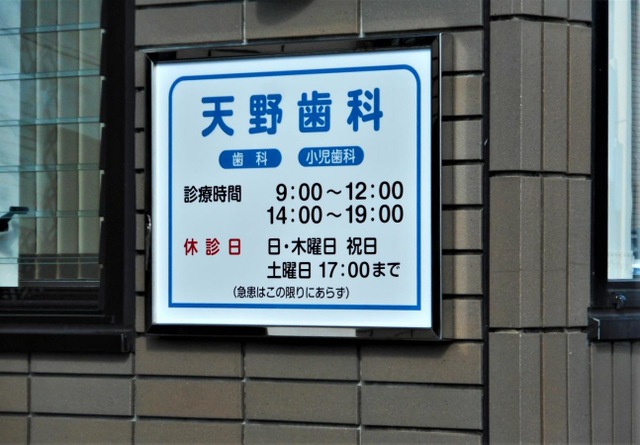 天野歯科
歯科 小児歯科
診療時間 9:00～12:00
14:00～19:00
休診日 日・木曜日 祝日
土曜日 17:00まで
（急患はこの限りにあらず）